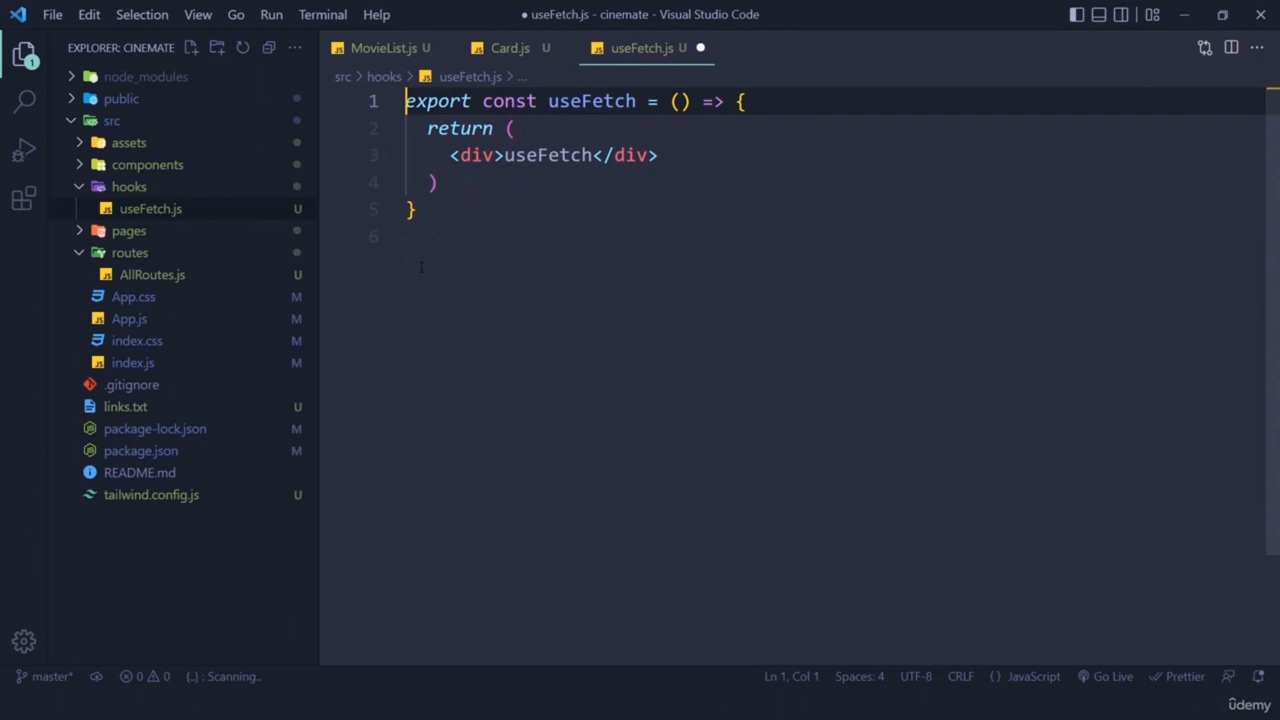 File Edit Selection View Go Run Terminal Help
● useFetch.js - cinemate - Visual Studio Code
EXPLORER: CINEMATE
MovieList.js U
Card.js U
useFetch.js U
src > hooks > useFetch.js > ...
node_modules
public
src
assets
components
hooks
useFetch.js U
pages
routes
AllRoutes.js U
App.css M
App.js M
index.css M
index.js M
.gitignore
links.txt U
package-lock.json M
package.json M
README.md
tailwind.config.js U
1
1 export const useFetch = () => {
2 return (
3 <div>useFetch</div>
4 )
5 }
6
master* 0 0 {..} : Scanning..
Ln 1, Col 1 Spaces: 4 UTF-8 CRLF {} JavaScript Go Live Prettier
ûdemy